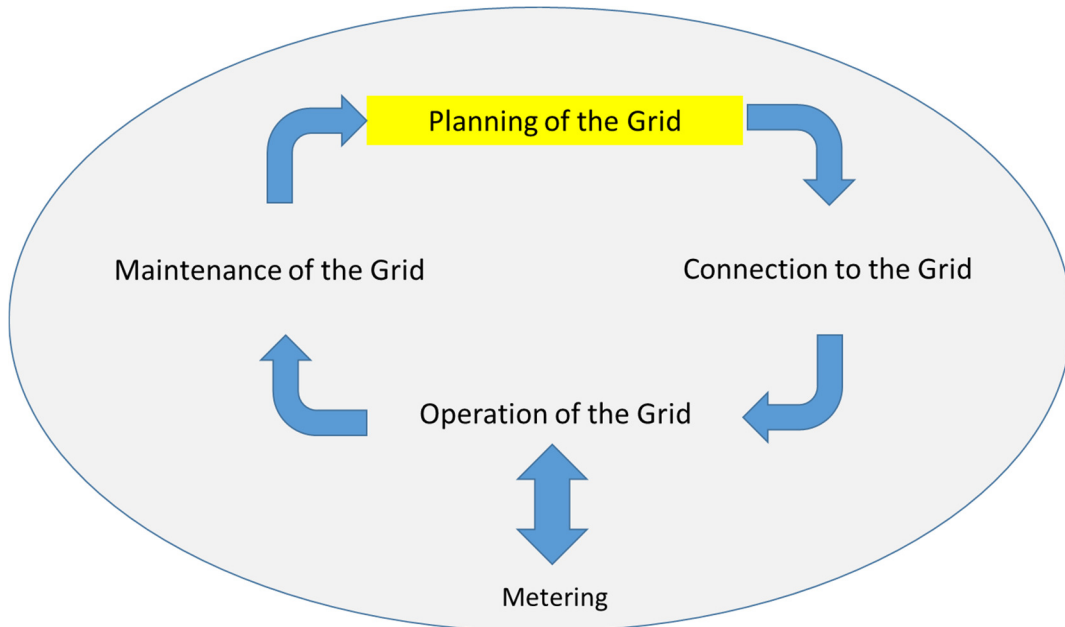 Planning of the Grid
Maintenance of the Grid
Connection to the Grid
Operation of the Grid
Metering